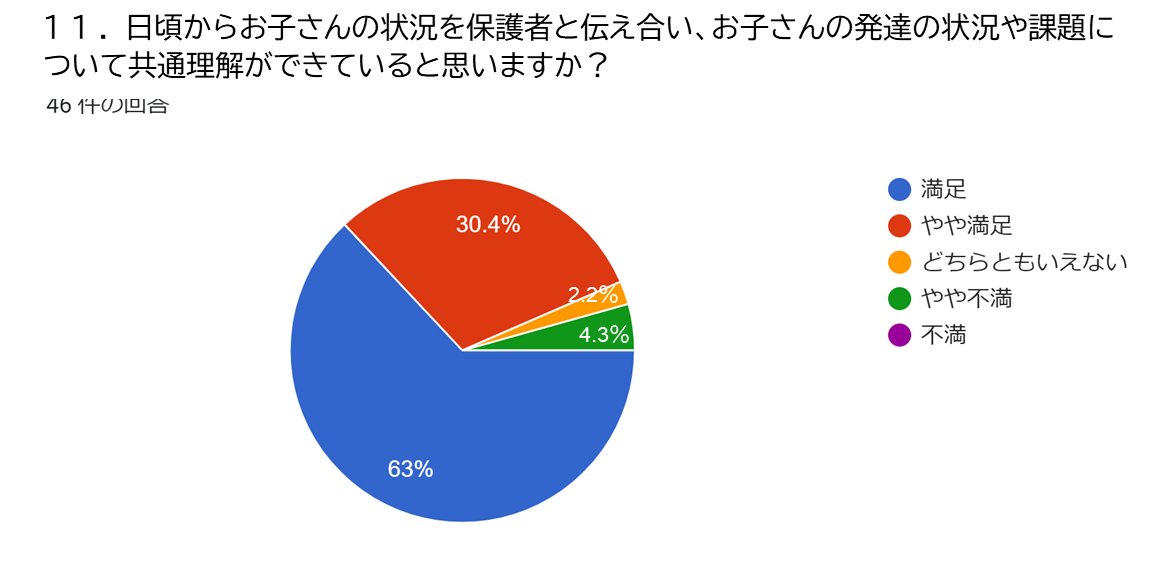 １１．日頃からお子さんの状況を保護者と伝え合い、お子さんの発達の状況や課題に
ついて共通理解ができていると思いますか？
46 件の回答
30.4%
2.2%
4.3%
63%
満足
やや満足
どちらともいえない
やや不満
不満